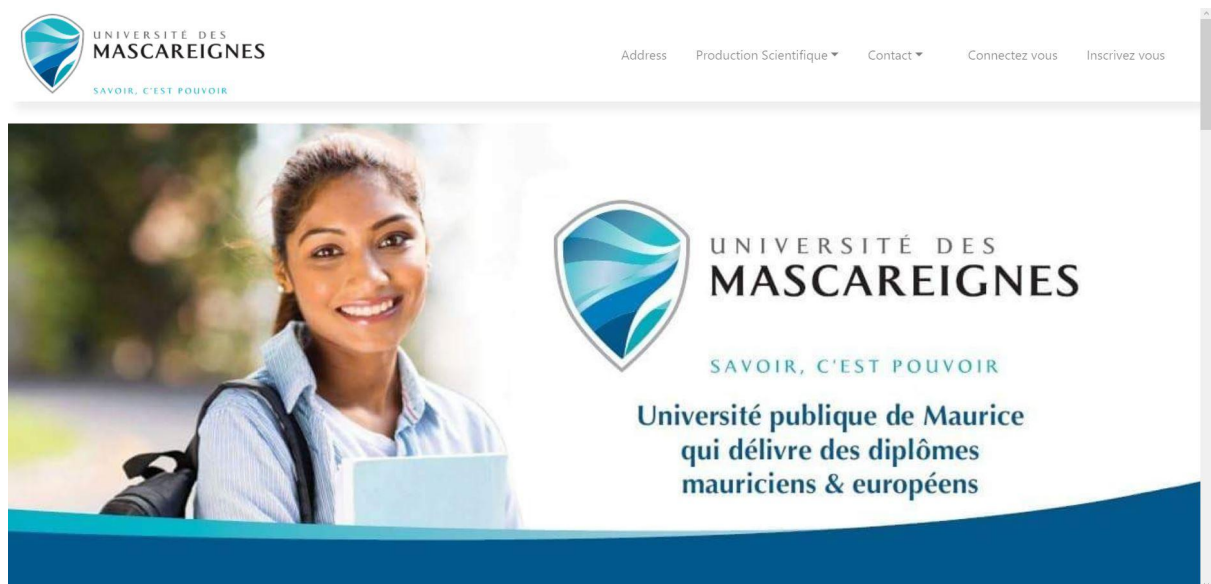 UNIVERSITÉ DES
MASCAREIGNES
SAVOIR, C'EST POUVOIR
Address Production Scientifique Contact Connectez vous Inscrivez vous
UNIVERSITÉ DES
MASCAREIGNES
SAVOIR, C'EST POUVOIR
Université publique de Maurice
qui délivre des diplômes
mauriciens & européens